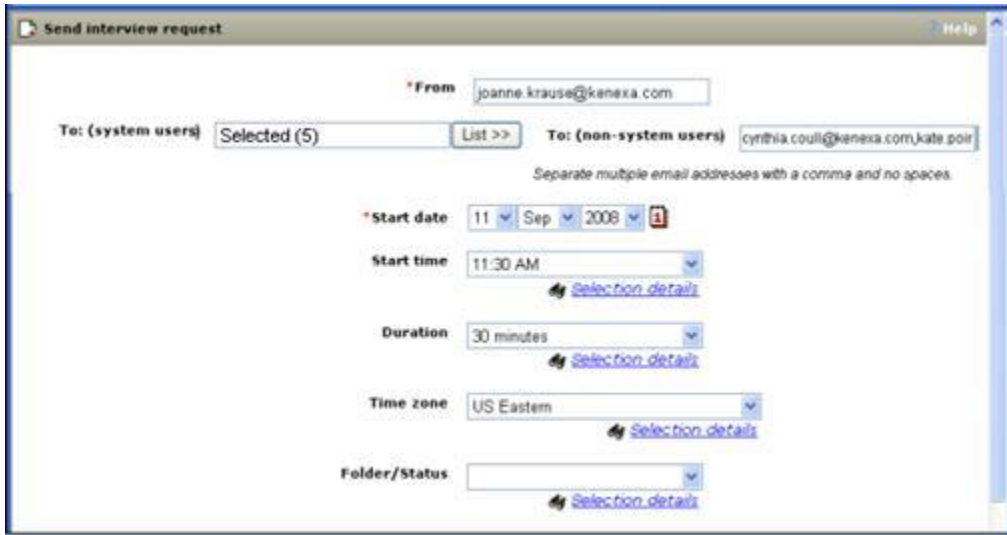 Send interview request
Help
*From joanne.krause@kenexa.com
To: (system users) Selected (5) List >> To: (non-system users) cynthia.coull@kenexa.com,kate.poir
Separate multiple email addresses with a comma and no spaces.
*Start date 11 Sep 2008 1
Start time 11:30 AM
Selection details
Duration 30 minutes
Selection details
Time zone US Eastern
Selection details
Folder/Status
Selection details